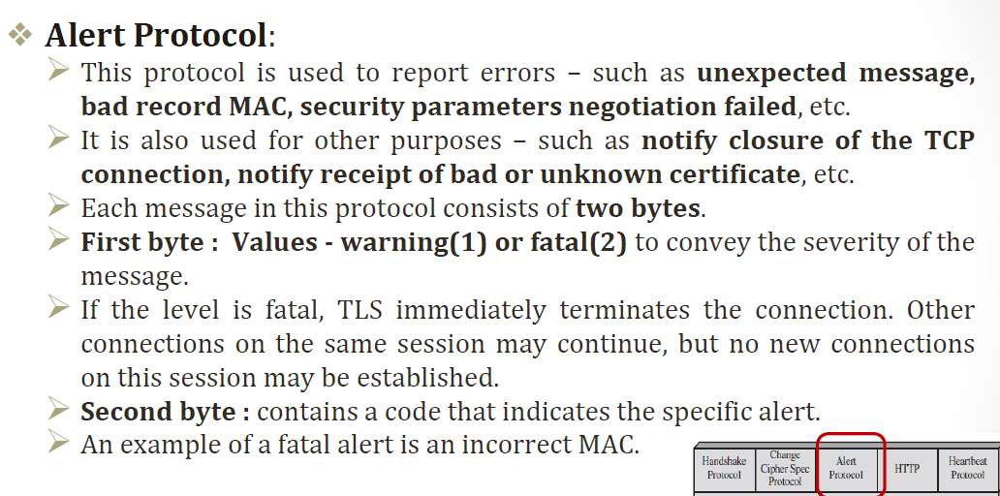 Alert Protocol:
This protocol is used to report errors – such as unexpected message,
bad record MAC, security parameters negotiation failed, etc.
It is also used for other purposes – such as notify closure of the TCP
connection, notify receipt of bad or unknown certificate, etc.
Each message in this protocol consists of two bytes.
First byte : Values - warning(1) or fatal(2) to convey the severity of the
message.
If the level is fatal, TLS immediately terminates the connection. Other
connections on the same session may continue, but no new connections
on this session may be established.
Second byte : contains a code that indicates the specific alert.
An example of a fatal alert is an incorrect MAC.
Handshake
Protocol
Change
Cipher Spec
Protocol
Alert
Protocol
HTTP
Heartbeat
Protocol